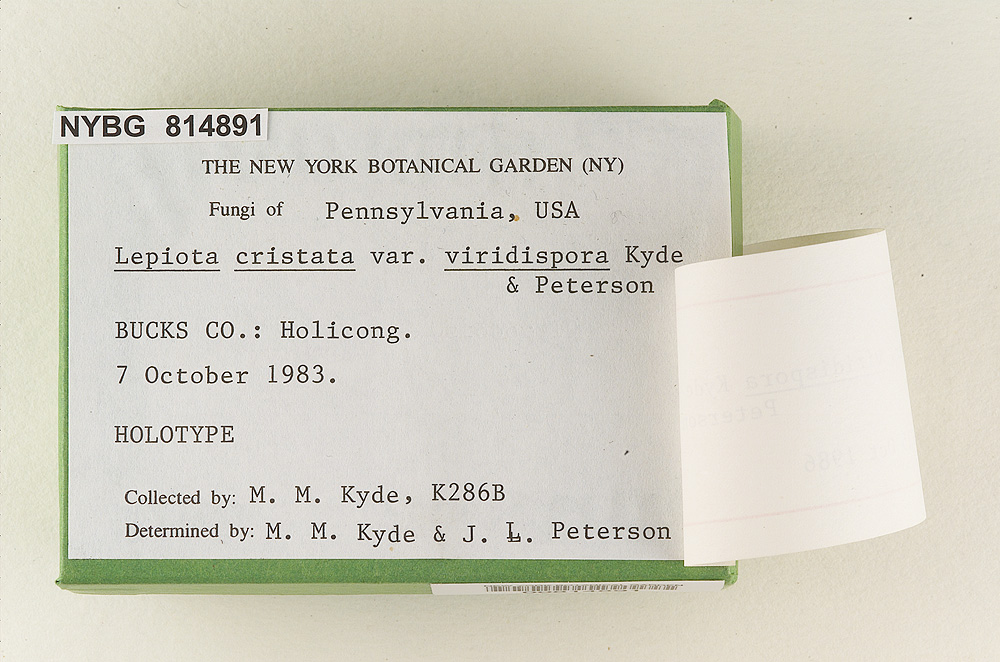 NYBG 814891
THE NEW YORK BOTANICAL GARDEN (NY)
Fungi of Pennsylvania, USA
Lepiota cristata var. viridispora Kyde
& Peterson
BUCKS CO.: Holicong.
7 October 1983.
HOLOTYPE
Collected by: M. M. Kyde, K286B
Determined by: M. M. Kyde & J. L. Peterson